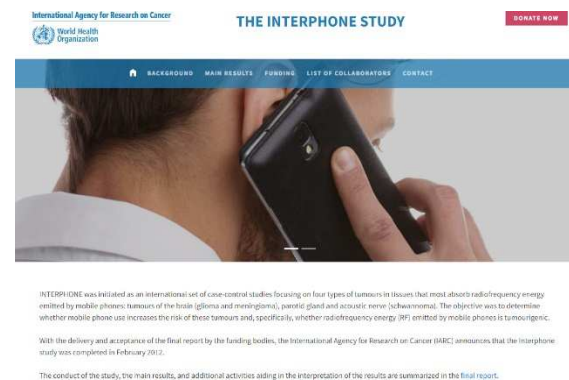 International Agency for Research on Cancer
World Health
Organization
THE INTERPHONE STUDY
DONATE NOW
BACKGROUND MAIN RESULTS FUNDING LIST OF COLLABORATORS CONTACT
INTERPHONE was initiated as an international set of case-control studies focusing on four types of tumours in tissues that most absorb radiofrequency energy
emitted by mobile phones: tumours of the brain (glioma and meningioma), parotid gland and acoustic nerve (schwannoma). The objective was to determine
whether mobile phone use increases the risk of these tumours and, specifically, whether radiofrequency energy (RF) emitted by mobile phones is tumourigenic.
With the delivery and acceptance of the final report by the funding bodies, the International Agency for Research on Cancer (IARC) announces that the Interphone
study was completed in February 2012.
The conduct of the study, the main results, and additional activities aiding in the interpretation of the results are summarized in the final report.